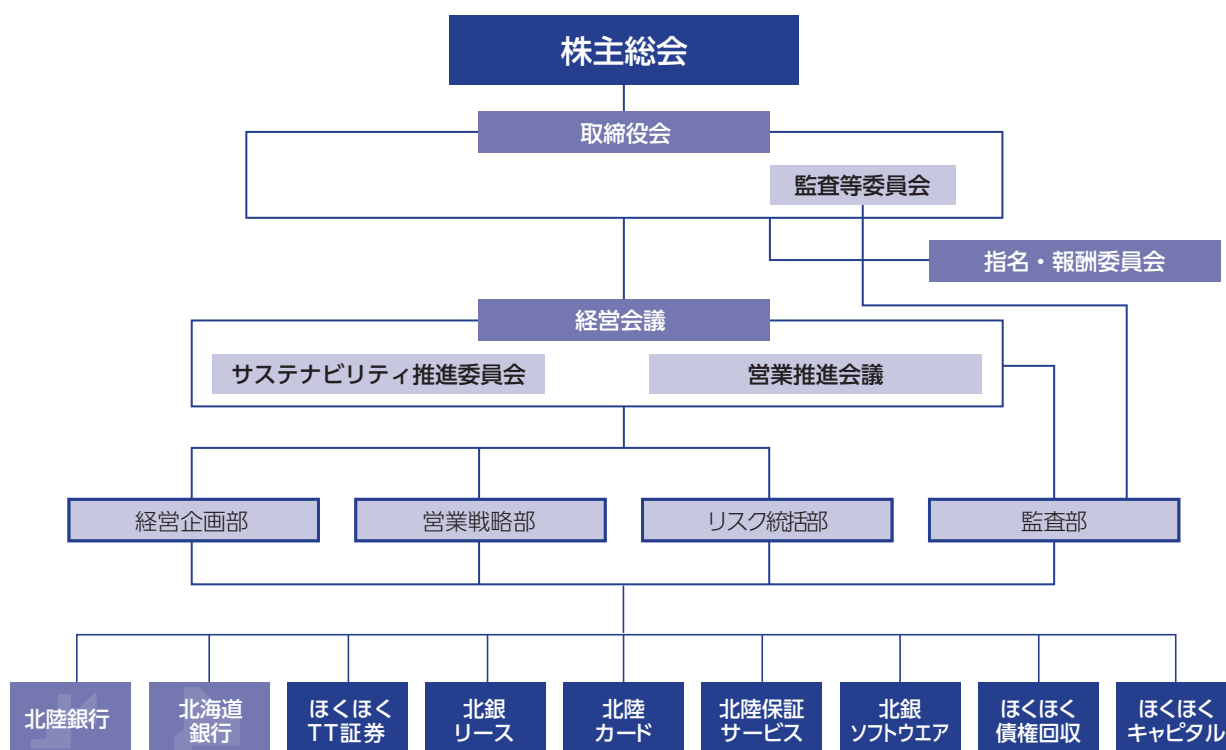 株主総会
取締役会
監査等委員会
指名・報酬委員会
経営会議
サステナビリティ推進委員会
営業推進会議
経営企画部
営業戦略部
リスク統括部
監査部
北陸銀行
北海道
銀行
ほくほく
TT証券
北銀
リース
北陸
カード
北陸保証
サービス
北銀
ソフトウエア
ほくほく
債権回収
ほくほく
キャピタル